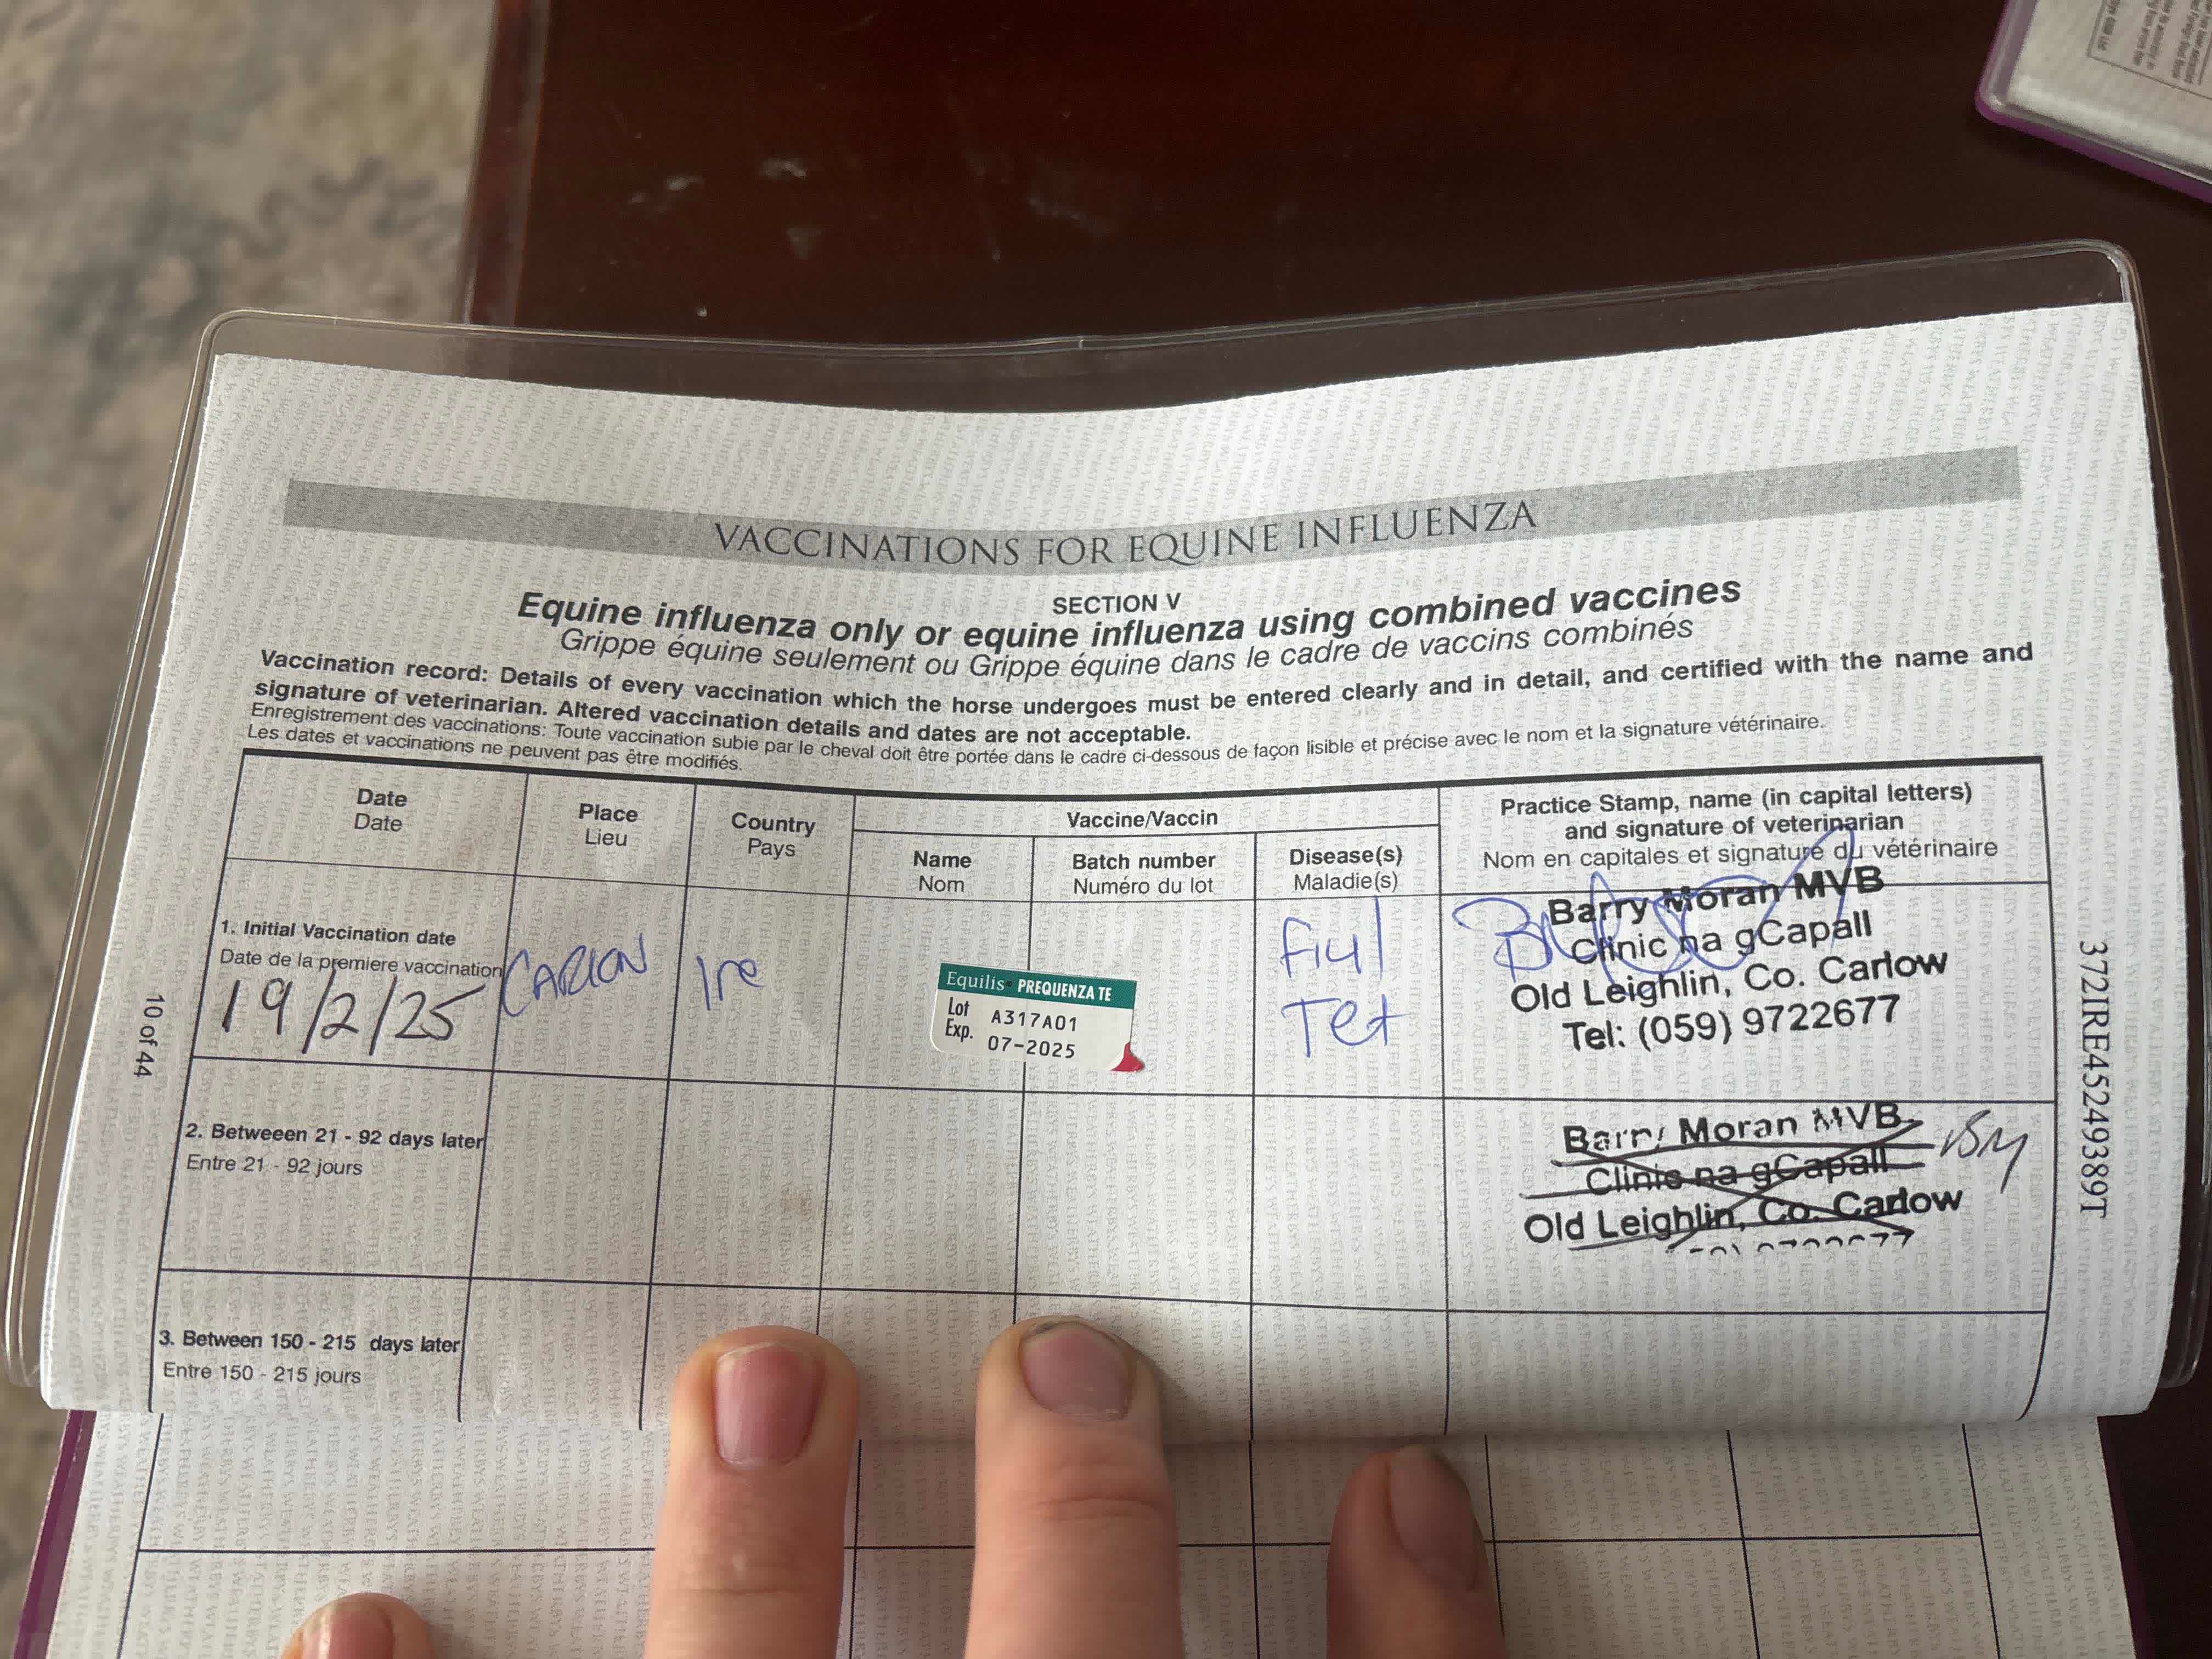 VACCINATIONS FOR EQUINE INFLUENZA
SECTION V
Equine influenza only or equine influenza using combined vaccines
Grippe équine seulement ou Grippe équine dans le cadre de vaccins combinés
Vaccination record: Details of every vaccination which the horse undergoes must be entered clearly and in detail, and certified with the name and
signature of veterinarian. Altered vaccination details and dates are not acceptable.
Enregistrement des vaccinations: Toute vaccination subie par le cheval doit être portée dans le cadre ci-dessous de façon lisible et précise avec le nom et la signature vétérinaire.
Les dates et vaccinations ne peuvent pas être modifiés.
Date
Date
Place
Lieu
Country
Pays
Vaccine/Vaccin
Name
Nom
Batch number
Numéro du lot
Disease(s)
Maladie(s)
Practice Stamp, name (in capital letters)
and signature of veterinarian
Nom en capitales et signature du vétérinaire
1. Initial Vaccination date
Date de la premiere vaccination
19/2/25
CARLOW
Ire
Equilis PREQUENZA TE
Lot A317A01
Exp. 07-2025
Flu/
Tet
Barry Moran MVB
Clinic na gCapall
Old Leighlin, Co. Carlow
Tel: (059) 9722677
2. Betweeen 21 - 92 days later
Entre 21 - 92 jours
Barry Moran MVB
Clinic na gCapall
Old Leighlin, Co. Carlow
BM
3. Between 150 - 215 days later
Entre 150 - 215 jours
10 of 44
372IRE452493889T